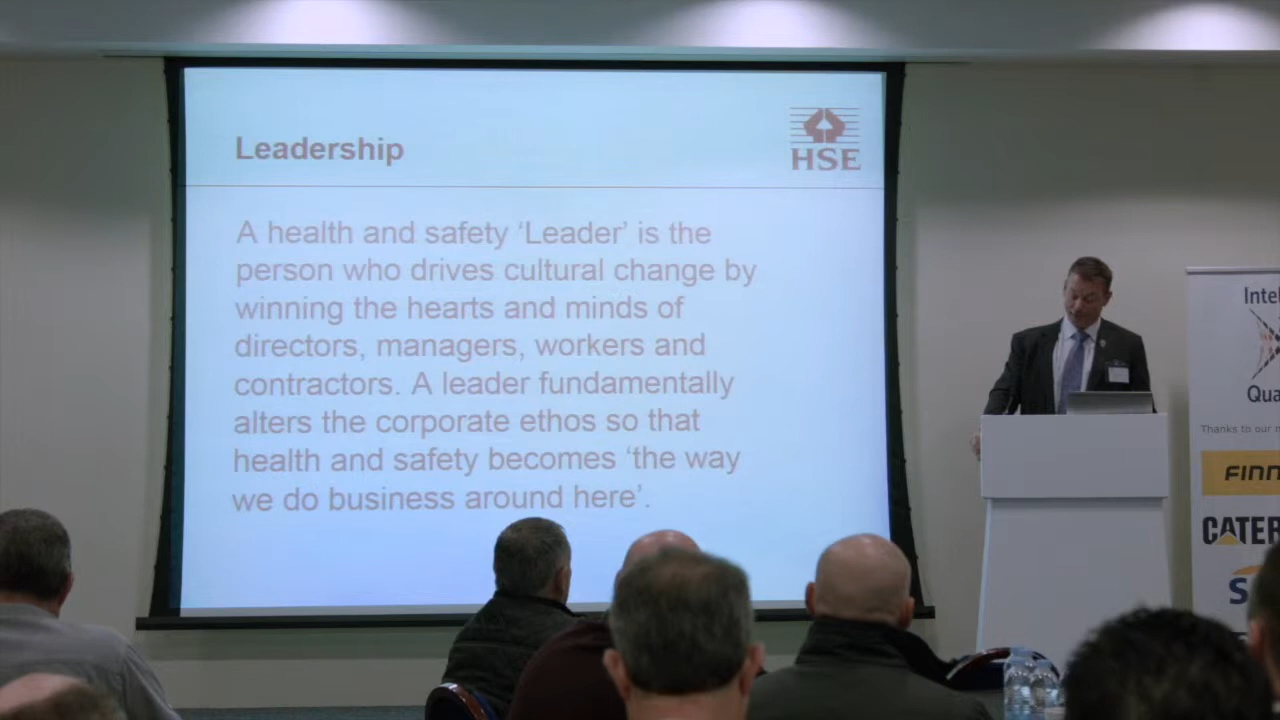 Leadership
HSE
A health and safety ‘Leader’ is the
person who drives cultural change by
winning the hearts and minds of
directors, managers, workers and
contractors. A leader fundamentally
alters the corporate ethos so that
health and safety becomes ‘the way
we do business around here’.
Thanks to our